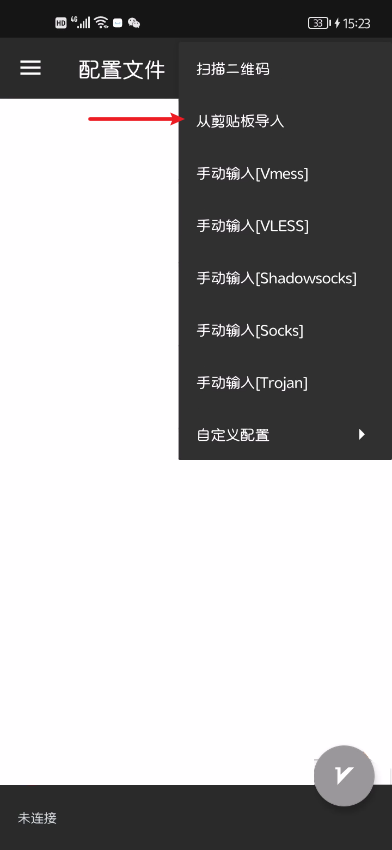 HD 4G 33 15:23
配置文件
扫描二维码
从剪贴板导入
手动输入[Vmess]
手动输入[VLESS]
手动输入[Shadowsocks]
手动输入[Socks]
手动输入[Trojan]
自定义配置
未连接